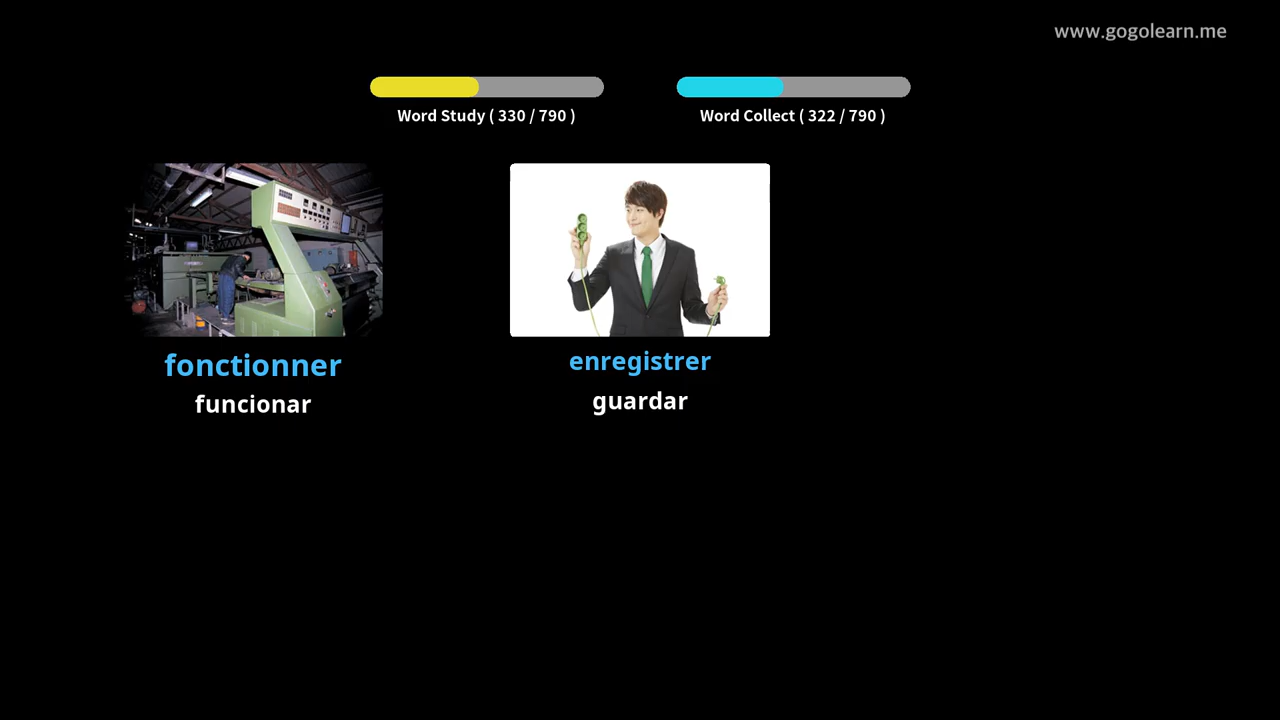 www.gogolearn.me
Word Study ( 330 / 790 )
Word Collect ( 322 / 790 )
fonctionner
funcionar
enregistrer
guardar